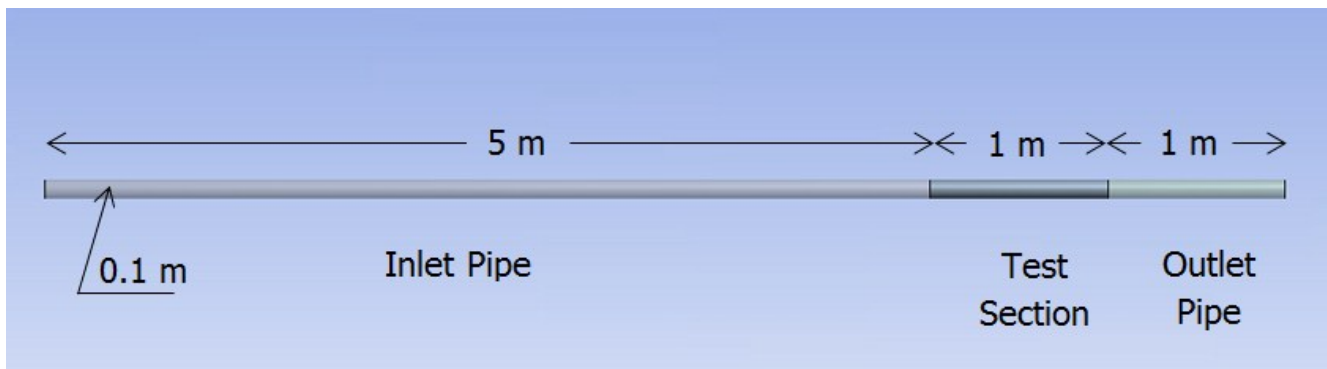 5 m
1 m
1 m
0.1 m
Inlet Pipe
Test
Section
Outlet
Pipe